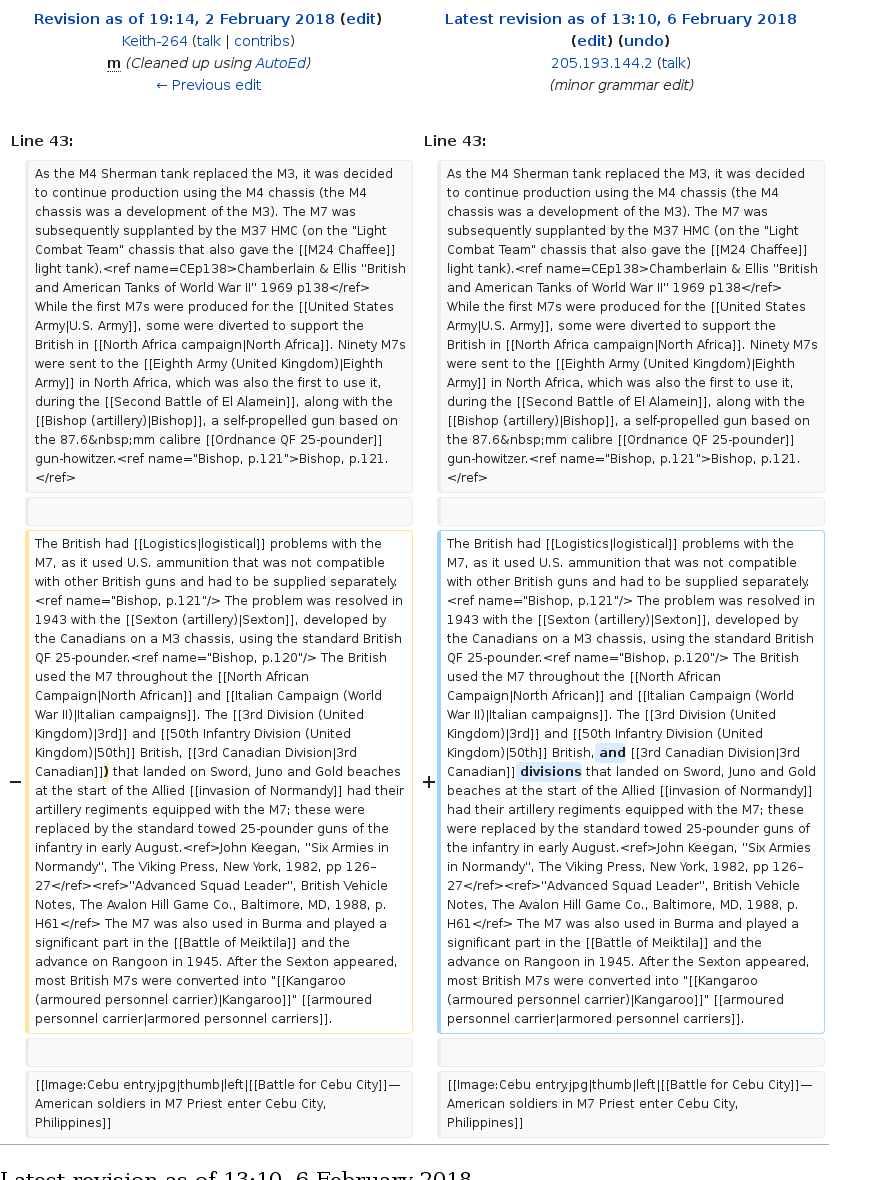 Revision as of 19:14, 2 February 2018 (edit)
Keith-264 (talk | contribs)
m (Cleaned up using AutoEd)
← Previous edit
Latest revision as of 13:10, 6 February 2018
(edit) (undo)
205.193.144.2 (talk)
(minor grammar edit)
Line 43:
As the M4 Sherman tank replaced the M3, it was decided
to continue production using the M4 chassis (the M4
chassis was a development of the M3). The M7 was
subsequently supplanted by the M37 HMC (on the "Light
Combat Team" chassis that also gave the [[M24 Chaffee]]
light tank).<ref name=CEp138>Chamberlain & Ellis ''British
and American Tanks of World War II'' 1969 p138</ref>
While the first M7s were produced for the [[United States
Army|U.S. Army]], some were diverted to support the
British in [[North Africa campaign|North Africa]]. Ninety M7s
were sent to the [[Eighth Army (United Kingdom)|Eighth
Army]] in North Africa, which was also the first to use it,
during the [[Second Battle of El Alamein]], along with the
[[Bishop (artillery)|Bishop]], a self-propelled gun based on
the 87.6&nbsp;mm calibre [[Ordnance QF 25-pounder]]
gun-howitzer.<ref name="Bishop, p.121">Bishop, p.121.
</ref>
The British had [[Logistics|logistical]] problems with the
M7, as it used U.S. ammunition that was not compatible
with other British guns and had to be supplied separately.
<ref name="Bishop, p.121"/> The problem was resolved in
1943 with the [[Sexton (artillery)|Sexton]], developed by
the Canadians on a M3 chassis, using the standard British
QF 25-pounder.<ref name="Bishop, p.120"/> The British
used the M7 throughout the [[North African
Campaign|North African]] and [[Italian Campaign (World
War II)|Italian campaigns]]. The [[3rd Division (United
Kingdom)|3rd]] and [[50th Infantry Division (United
Kingdom)|50th]] British, [[3rd Canadian Division|3rd
Canadian]]) that landed on Sword, Juno and Gold beaches
− at the start of the Allied [[invasion of Normandy]] had their
artillery regiments equipped with the M7; these were
replaced by the standard towed 25-pounder guns of the
infantry in early August.<ref>John Keegan, ''Six Armies in
Normandy'', The Viking Press, New York, 1982, pp 126–
27</ref><ref>''Advanced Squad Leader'', British Vehicle
Notes, The Avalon Hill Game Co., Baltimore, MD, 1988, p.
H61</ref> The M7 was also used in Burma and played a
significant part in the [[Battle of Meiktila]] and the
advance on Rangoon in 1945. After the Sexton appeared,
most British M7s were converted into "[[Kangaroo
(armoured personnel carrier)|Kangaroo]]" [[armoured
personnel carrier|armored personnel carriers]].
[[Image:Cebu entry.jpg|thumb|left|[[Battle for Cebu City]]—
American soldiers in M7 Priest enter Cebu City,
Philippines]]
Line 43:
As the M4 Sherman tank replaced the M3, it was decided
to continue production using the M4 chassis (the M4
chassis was a development of the M3). The M7 was
subsequently supplanted by the M37 HMC (on the "Light
Combat Team" chassis that also gave the [[M24 Chaffee]]
light tank).<ref name=CEp138>Chamberlain & Ellis ''British
and American Tanks of World War II'' 1969 p138</ref>
While the first M7s were produced for the [[United States
Army|U.S. Army]], some were diverted to support the
British in [[North Africa campaign|North Africa]]. Ninety M7s
were sent to the [[Eighth Army (United Kingdom)|Eighth
Army]] in North Africa, which was also the first to use it,
during the [[Second Battle of El Alamein]], along with the
[[Bishop (artillery)|Bishop]], a self-propelled gun based on
the 87.6&nbsp;mm calibre [[Ordnance QF 25-pounder]]
gun-howitzer.<ref name="Bishop, p.121">Bishop, p.121.
</ref>
The British had [[Logistics|logistical]] problems with the
M7, as it used U.S. ammunition that was not compatible
with other British guns and had to be supplied separately.
<ref name="Bishop, p.121"/> The problem was resolved in
1943 with the [[Sexton (artillery)|Sexton]], developed by
the Canadians on a M3 chassis, using the standard British
QF 25-pounder.<ref name="Bishop, p.120"/> The British
used the M7 throughout the [[North African
Campaign|North African]] and [[Italian Campaign (World
War II)|Italian campaigns]]. The [[3rd Division (United
Kingdom)|3rd]] and [[50th Infantry Division (United
Kingdom)|50th]] British, and [[3rd Canadian Division|3rd
Canadian]] divisions that landed on Sword, Juno and Gold
+ beaches at the start of the Allied [[invasion of Normandy]]
had their artillery regiments equipped with the M7; these
were replaced by the standard towed 25-pounder guns of
the infantry in early August.<ref>John Keegan, ''Six Armies
in Normandy'', The Viking Press, New York, 1982, pp 126–
27</ref><ref>''Advanced Squad Leader'', British Vehicle
Notes, The Avalon Hill Game Co., Baltimore, MD, 1988, p.
H61</ref> The M7 was also used in Burma and played a
significant part in the [[Battle of Meiktila]] and the
advance on Rangoon in 1945. After the Sexton appeared,
most British M7s were converted into "[[Kangaroo
(armoured personnel carrier)|Kangaroo]]" [[armoured
personnel carrier|armored personnel carriers]].
[[Image:Cebu entry.jpg|thumb|left|[[Battle for Cebu City]]—
American soldiers in M7 Priest enter Cebu City,
Philippines]]
Latest revision as of 13:10, 6 February 2018